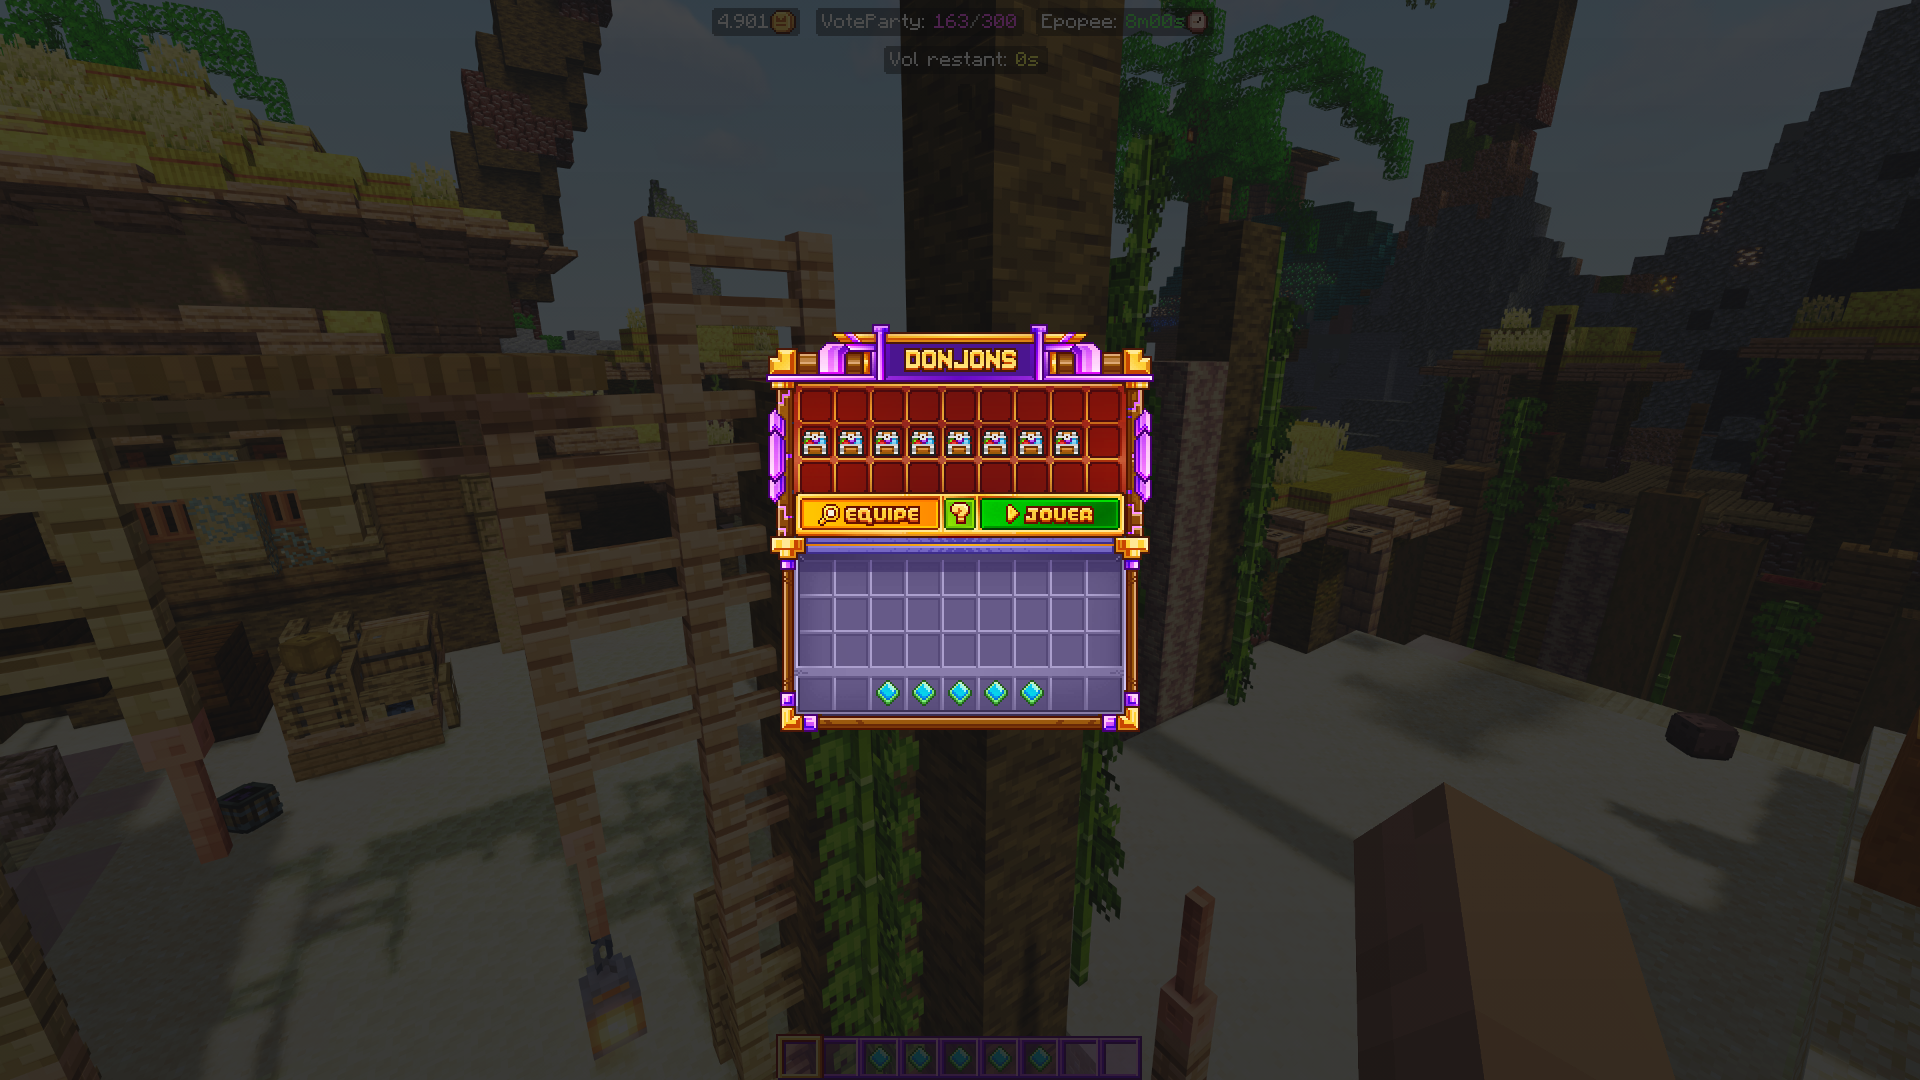 4.901
VoteParty: 163/300
Epopee: 8m00s
Vol restant: 0s
DONJONS
EQUIPE
?
JOUER